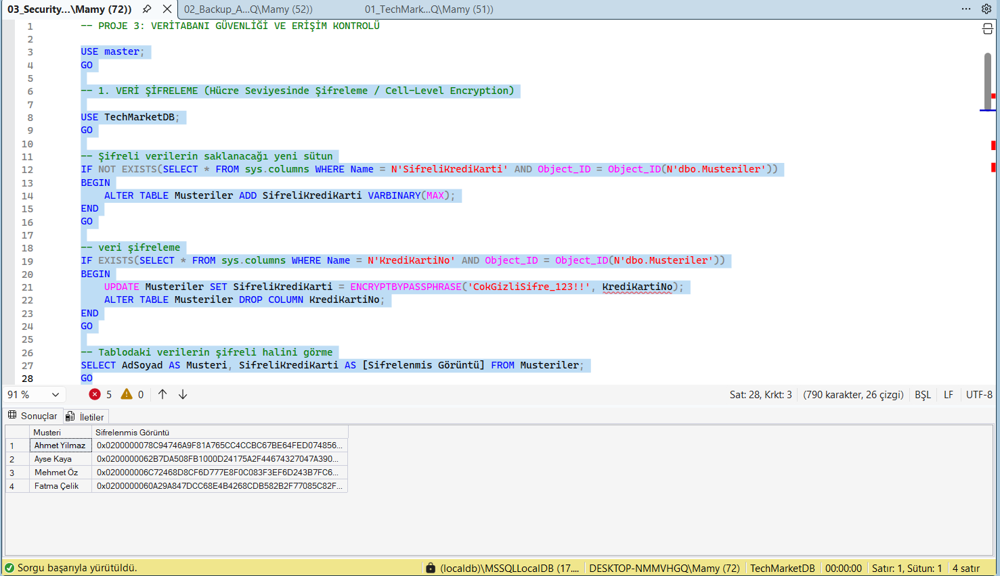 03_Security...\Mamy (72))
02_Backup_A...Q\Mamy (52))
01_TechMark...Q\Mamy (51))
1 -- PROJE 3: VERİTABANI GÜVENLİĞİ VE ERİŞİM KONTROLÜ
2
3 USE master;
4 GO
5
6 -- 1. VERİ ŞİFRELEME (Hücre Seviyesinde Şifreleme / Cell-Level Encryption)
7
8 USE TechMarketDB;
9 GO
10
11 -- Şifreli verilerin saklanacağı yeni sütun
12 IF NOT EXISTS(SELECT * FROM sys.columns WHERE Name = N'SifreliKrediKarti' AND Object_ID = Object_ID(N'dbo.Musteriler'))
13 BEGIN
14 ALTER TABLE Musteriler ADD SifreliKrediKarti VARBINARY(MAX);
15 END
16 GO
17
18 -- veri şifreleme
19 IF EXISTS(SELECT * FROM sys.columns WHERE Name = N'KrediKartiNo' AND Object_ID = Object_ID(N'dbo.Musteriler'))
20 BEGIN
21 UPDATE Musteriler SET SifreliKrediKarti = ENCRYPTBYPASSPHRASE('CokGizliSifre_123!!', KrediKartiNo);
22 ALTER TABLE Musteriler DROP COLUMN KrediKartiNo;
23 END
24 GO
25
26 -- Tablodaki verilerin şifreli halini görme
27 SELECT AdSoyad AS Musteri, SifreliKrediKarti AS [Sifrelenmis Görüntü] FROM Musteriler;
28 GO
91 % 5 0 Sat: 28, Krkt: 3 (790 karakter, 26 çizgi) BŞL LF UTF-8
Sonuçlar İletiler
Musteri Sifrelenmis Görüntü
1 Ahmet Yilmaz 0x0200000078C94746A9F81A765CC4CCBC67BE64FED074856...
2 Ayse Kaya 0x0200000062B7DA508FB1000D24175A2F44674327047A390...
3 Mehmet Öz 0x020000006C72468D8CF6D777E8F0C083F3EF6D243B7FC6...
4 Fatma Çelik 0x0200000060A29A847DCC68E4B4268CDB582B2F77085C82F...
Sorgu başarıyla yürütüldü. (localdb)\MSSQLLocalDB (17.... DESKTOP-NMMVHGQ\Mamy (72) TechMarketDB 00:00:00 Satır: 1, Sütun: 1 4 satır